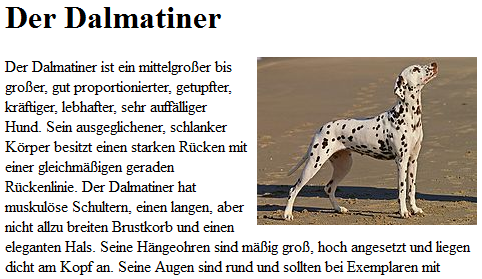 Der Dalmatiner
Der Dalmatiner ist ein mittelgroßer bis
großer, gut proportionierter, getupfter,
kräftiger, lebhafter, sehr auffälliger
Hund. Sein ausgeglichener, schlanker
Körper besitzt einen starken Rücken mit
einer gleichmäßigen geraden
Rückenlinie. Der Dalmatiner hat
muskulöse Schultern, einen langen, aber
nicht allzu breiten Brustkorb und einen
eleganten Hals. Seine Hängeohren sind mäßig groß, hoch angesetzt und liegen
dicht am Kopf an. Seine Augen sind rund und sollten bei Exemplaren mit